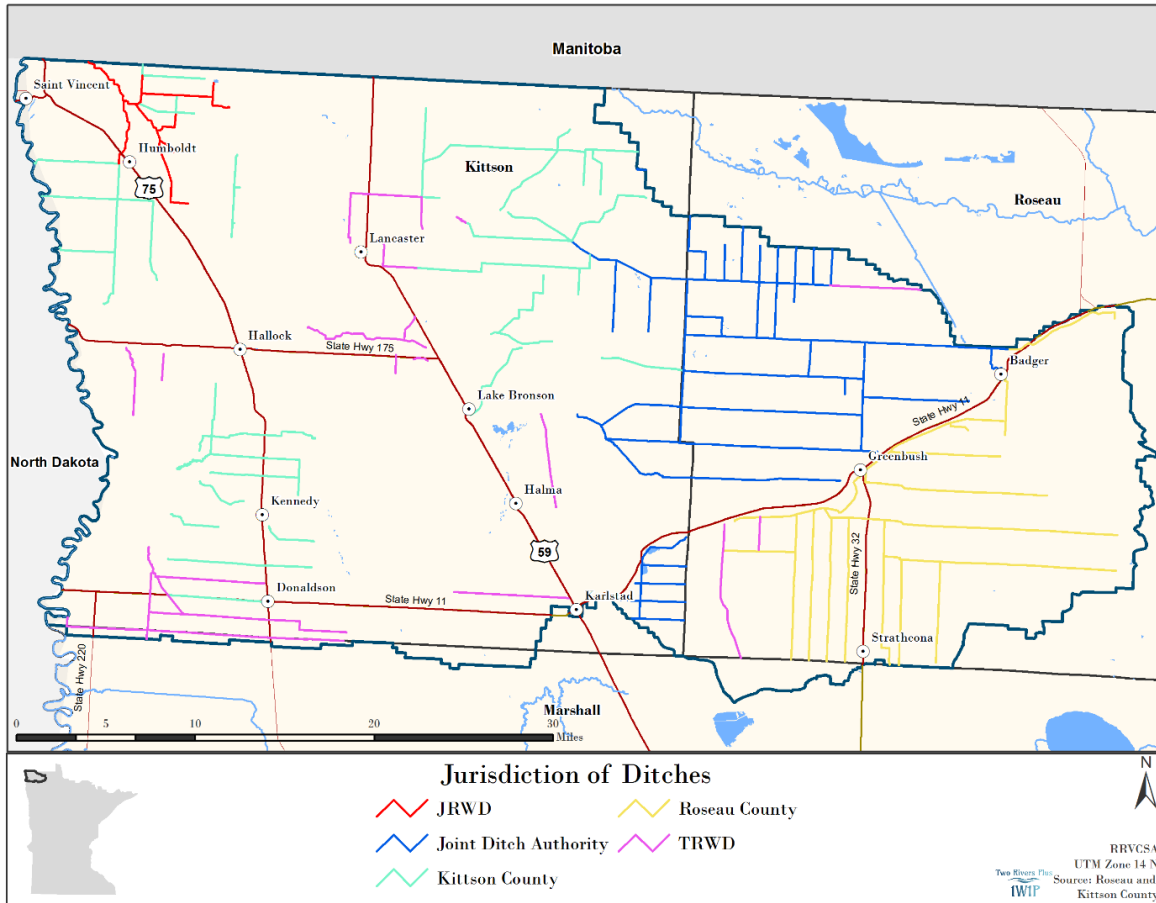 Manitoba
Saint Vincent
Humboldt
75
Kittson
Roseau
Lancaster
Hallock
State Hwy 175
Badger
Lake Bronson
State Hwy 11
North Dakota
Greenbush
Kennedy
Halma
59
State Hwy 32
Donaldson
State Hwy 11
Karlstad
Strathcona
State Hwy 220
Marshall
0 5 10 20 30
Miles
Jurisdiction of Ditches
JRWD
Roseau County
Joint Ditch Authority
TRWD
Kittson County
N
RRVCSA
UTM Zone 14 N
Source: Roseau and
Kittson County
Two Rivers Plus
1W1P